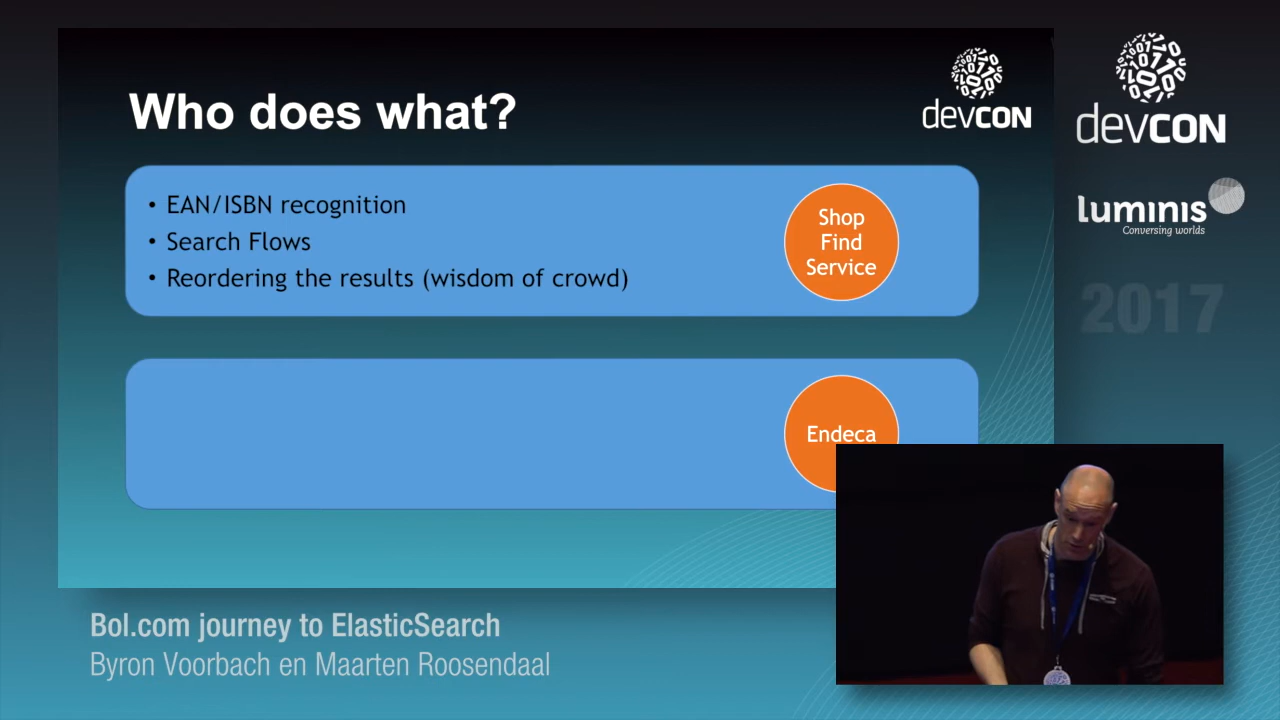 Who does what?
devcon
devcon
• EAN/ISBN recognition
• Search Flows
• Reordering the results (wisdom of crowd)
Shop
Find
Service
luminis
Conversing worlds
2017
Endeca
Bol.com journey to ElasticSearch
Byron Voorbach en Maarten Roosendaal